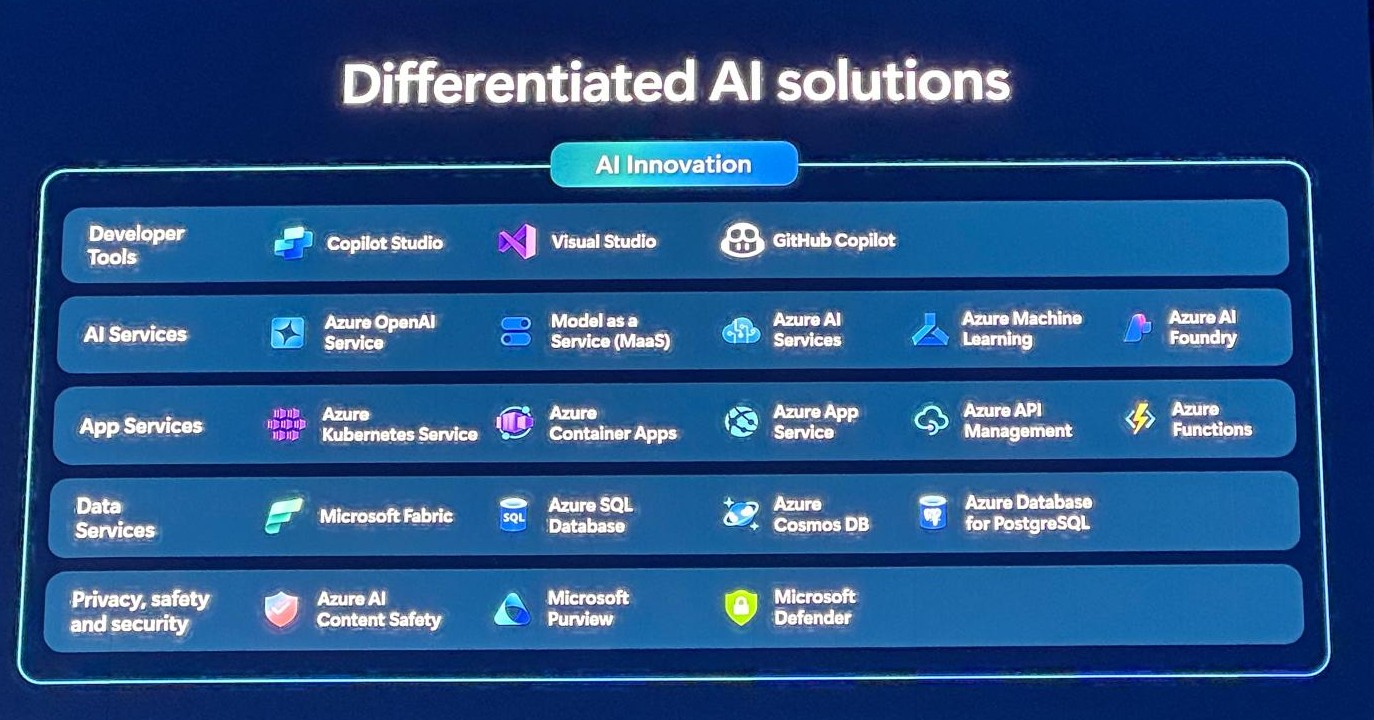 Differentiated AI solutions
AI Innovation
Developer
Tools
Copilot Studio
Visual Studio
GitHub Copilot
AI Services
Azure OpenAI
Service
Model as a
Service (MaaS)
Azure AI
Services
Azure Machine
Learning
Azure AI
Foundry
App Services
Azure
Kubernetes Service
Azure
Container Apps
Azure App
Service
Azure API
Management
Azure
Functions
Data
Services
Microsoft Fabric
SQL
Azure SQL
Database
Azure
Cosmos DB
Azure Database
for PostgreSQL
Privacy, safety
and security
Azure AI
Content Safety
Microsoft
Purview
Microsoft
Defender